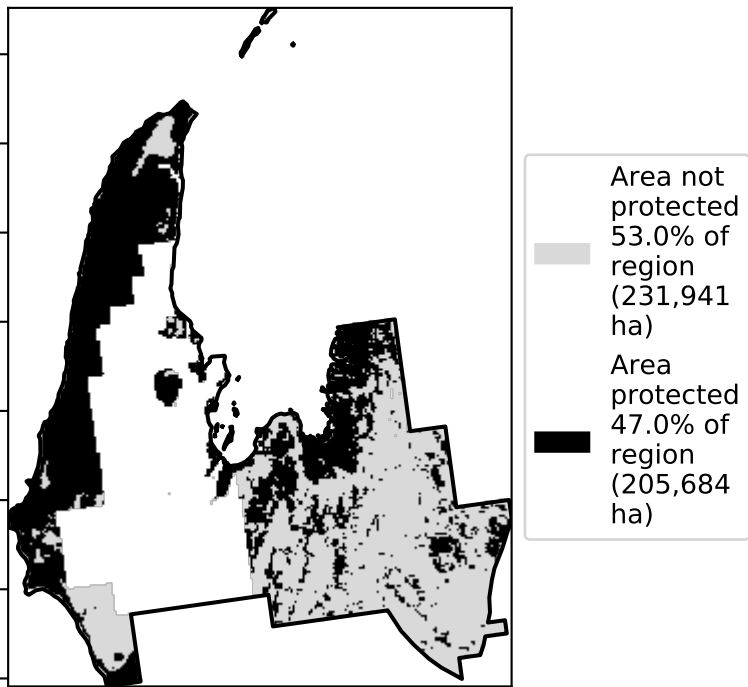 Area not
protected
53.0% of
region
(231,941
ha)
Area
protected
47.0% of
region
(205,684
ha)